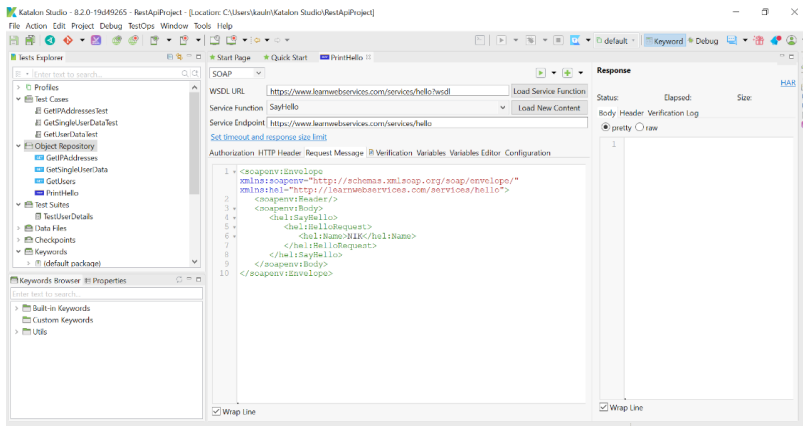 Katalon Studio - 8.2.0-19d49265 - RestApiProject - [Location: C:\Users\kauln\Katalon Studio\RestApiProject]
File Action Edit Project Debug TestOps Window Tools Help
default
Keyword
Debug
Tests Explorer
Enter text to search...
Profiles
Test Cases
GetIPAddressesTest
GetSingleUserDataTest
GetUserDataTest
Object Repository
GetIPAddresses
GetSingleUserData
GetUsers
PrintHello
Test Suites
TestUserDetails
Data Files
Checkpoints
Keywords
(default package)
Keywords Browser
Properties
Enter text to search...
Built-in Keywords
Custom Keywords
Utils
Start Page
Quick Start
PrintHello
SOAP
WSDL URL https://www.learnwebservices.com/services/hello?wsdl Load Service Function
Service Function SayHello Load New Content
Service Endpoint https://www.learnwebservices.com/services/hello
Set timeout and response size limit
Authorization HTTP Header Request Message Verification Variables Variables Editor Configuration
1 <soapenv:Envelope
xmlns:soapenv="http://schemas.xmlsoap.org/soap/envelope/"
xmlns:hel="http://learnwebservices.com/services/hello">
2 <soapenv:Header/>
3 <soapenv:Body>
4 <hel:SayHello>
5 <hel:HelloRequest>
6 <hel:Name>NIK</hel:Name>
7 </hel:HelloRequest>
8 </hel:SayHello>
9 </soapenv:Body>
10 </soapenv:Envelope>
Wrap Line
Response
HAR
Status: Elapsed: Size:
Body Header Verification Log
pretty raw
1
Wrap Line